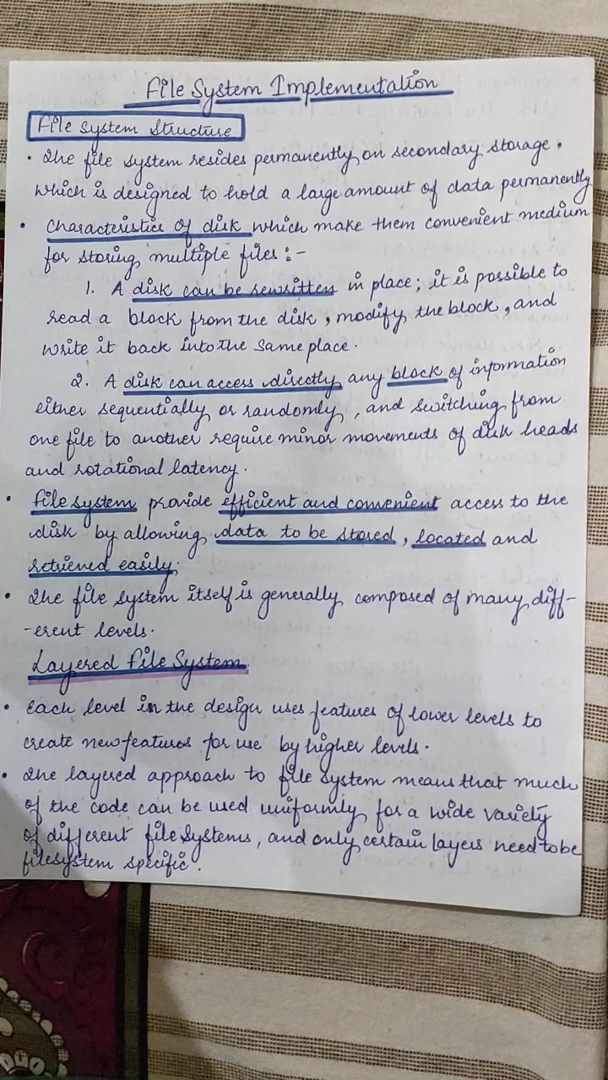 File System Implementation
File System Structure
• The file system resides permanently on secondary storage,
which is designed to hold a large amount of data permanently
• Characteristics of disk which make them convenient medium
for storing multiple files :-
1. A disk can be rewritten in place; it is possible to
read a block from the disk, modify the block, and
write it back into the same place.
2. A disk can access directly any block of information
either sequentially or randomly, and switching from
one file to another require minor movements of disk heads
and rotational latency.
• File system provide efficient and convenient access to the
disk by allowing data to be stored, located and
retrieved easily.
• The file system itself is generally composed of many diff-
-erent levels.
Layered File System
• Each level in the design uses features of lower levels to
create new features for use by higher levels.
• The layered approach to file system means that much
of the code can be used uniformly for a wide variety
of different file systems, and only certain layers need to be
filesystem specific.